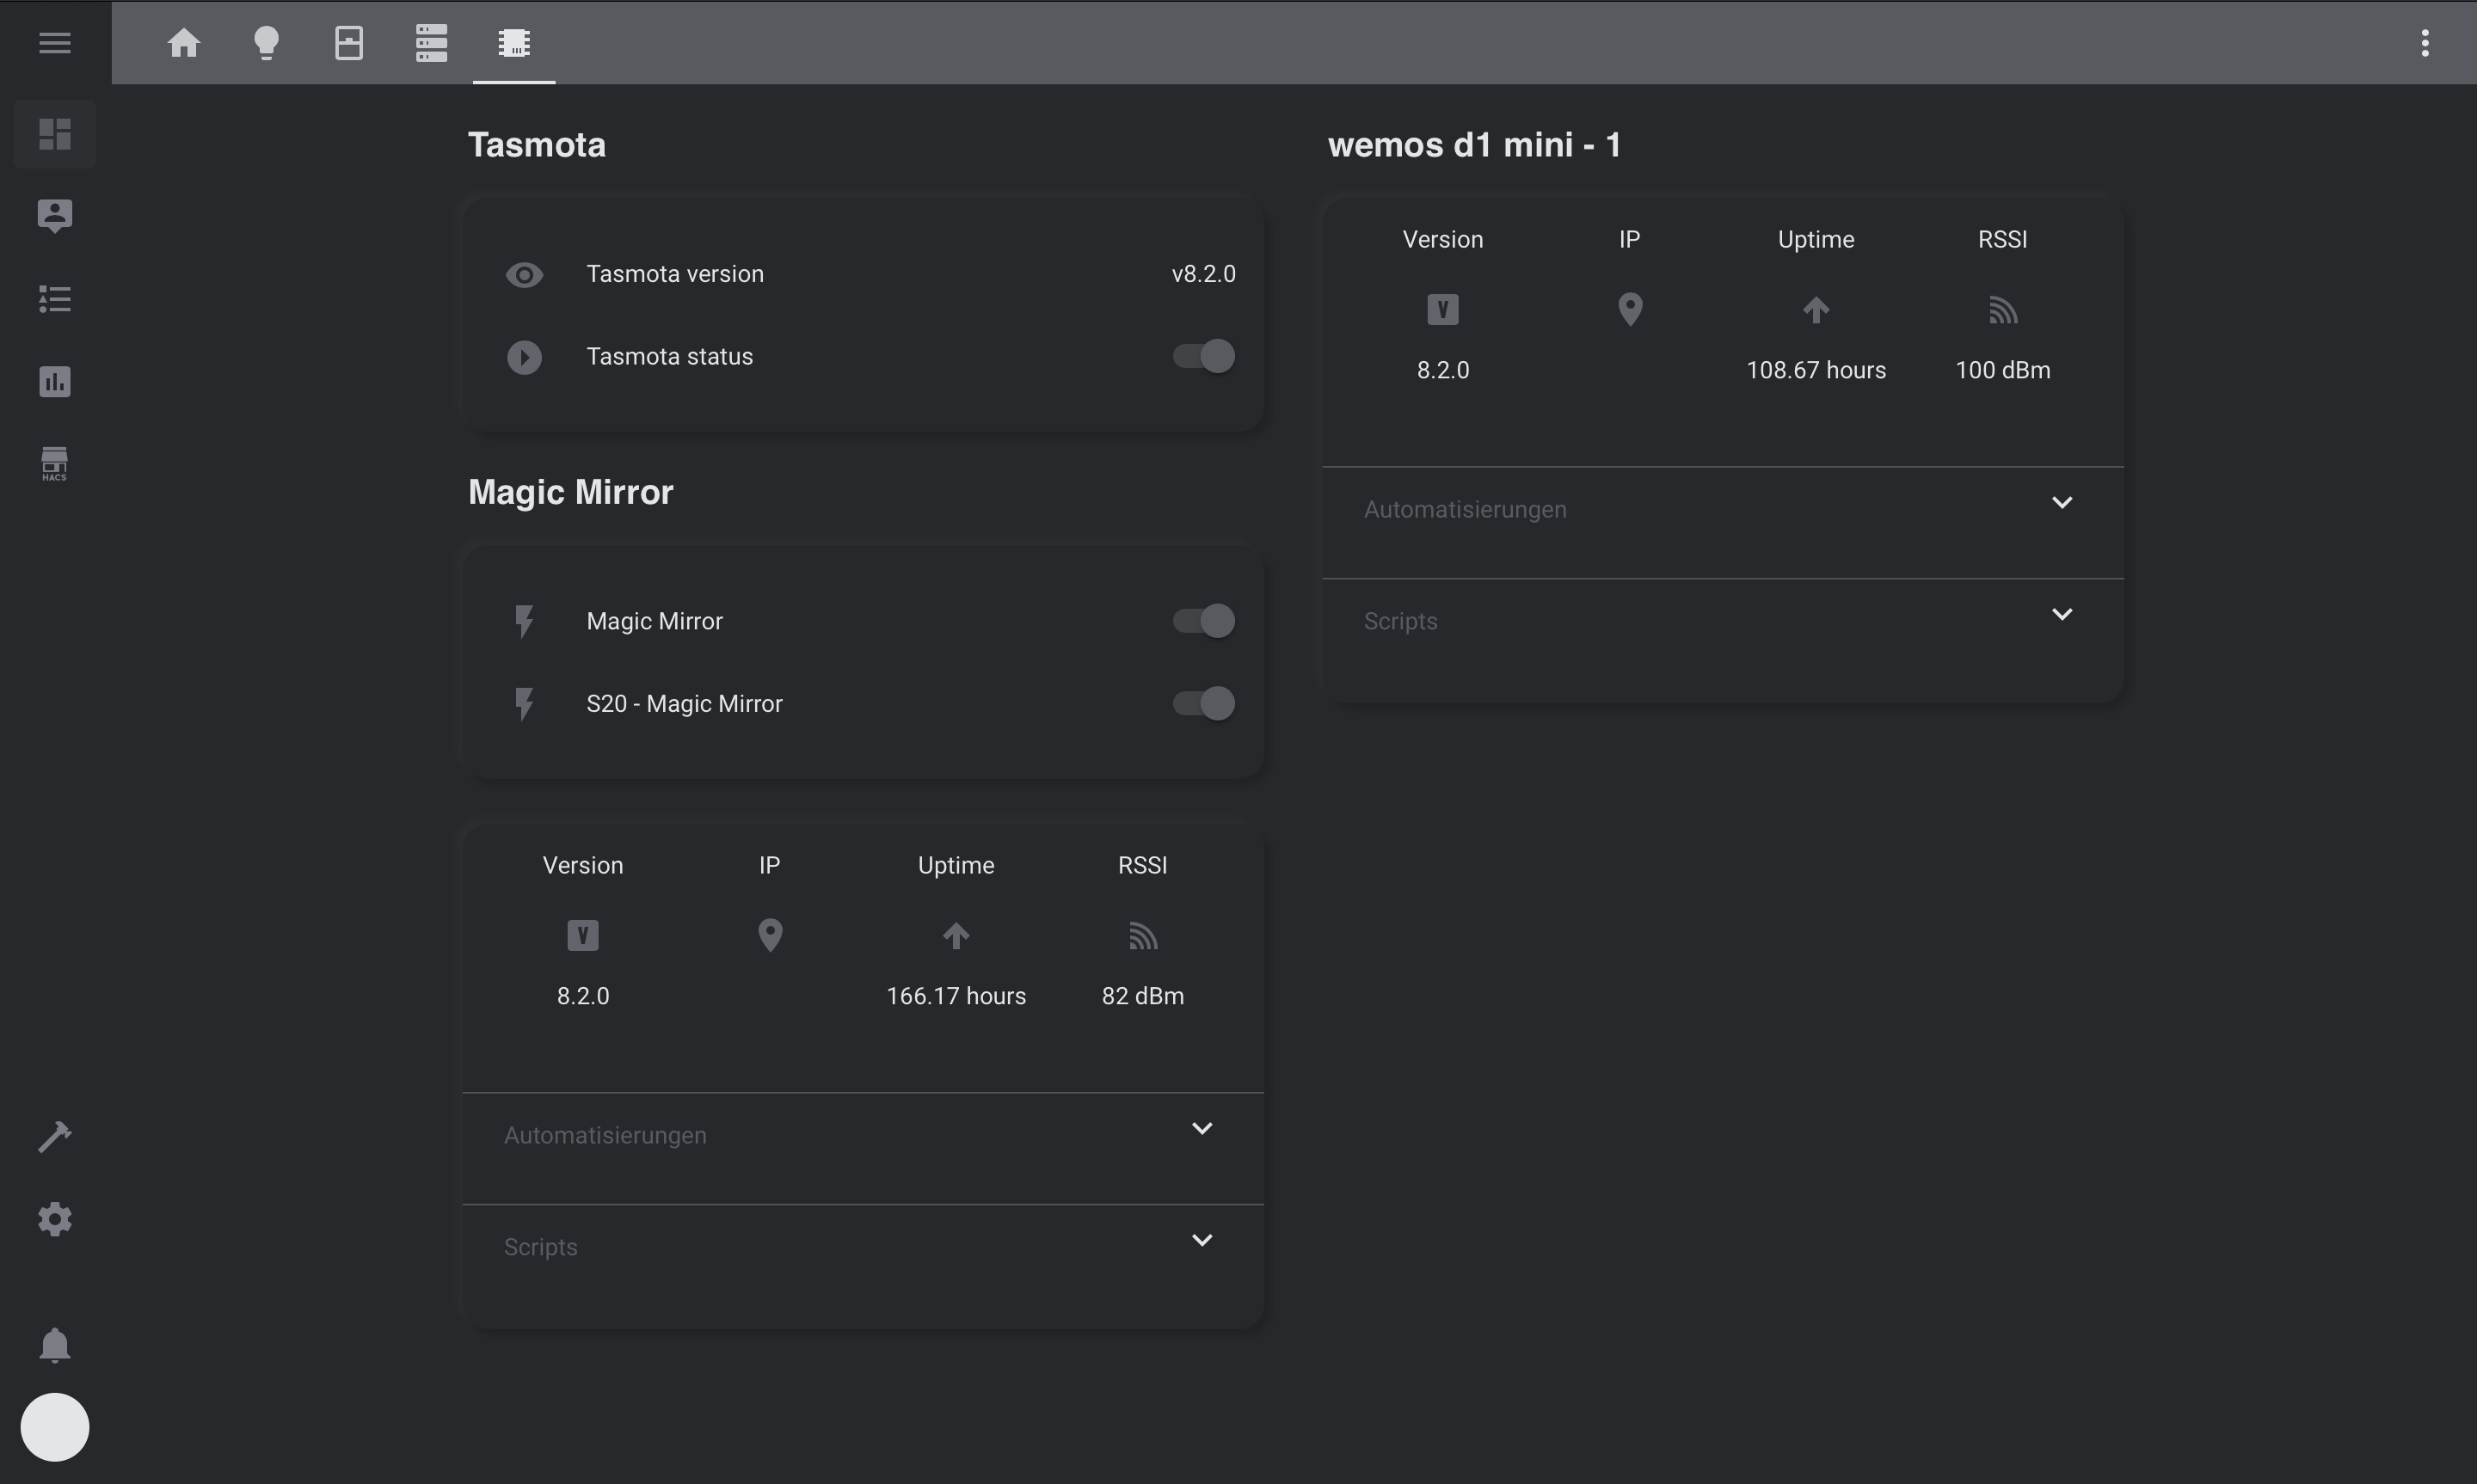 HACS
Tasmota
Tasmota version v8.2.0
Tasmota status
Magic Mirror
Magic Mirror
S20 - Magic Mirror
Version IP Uptime RSSI
V
8.2.0 166.17 hours 82 dBm
Automatisierungen
Scripts
wemos d1 mini - 1
Version IP Uptime RSSI
V
8.2.0 108.67 hours 100 dBm
Automatisierungen
Scripts